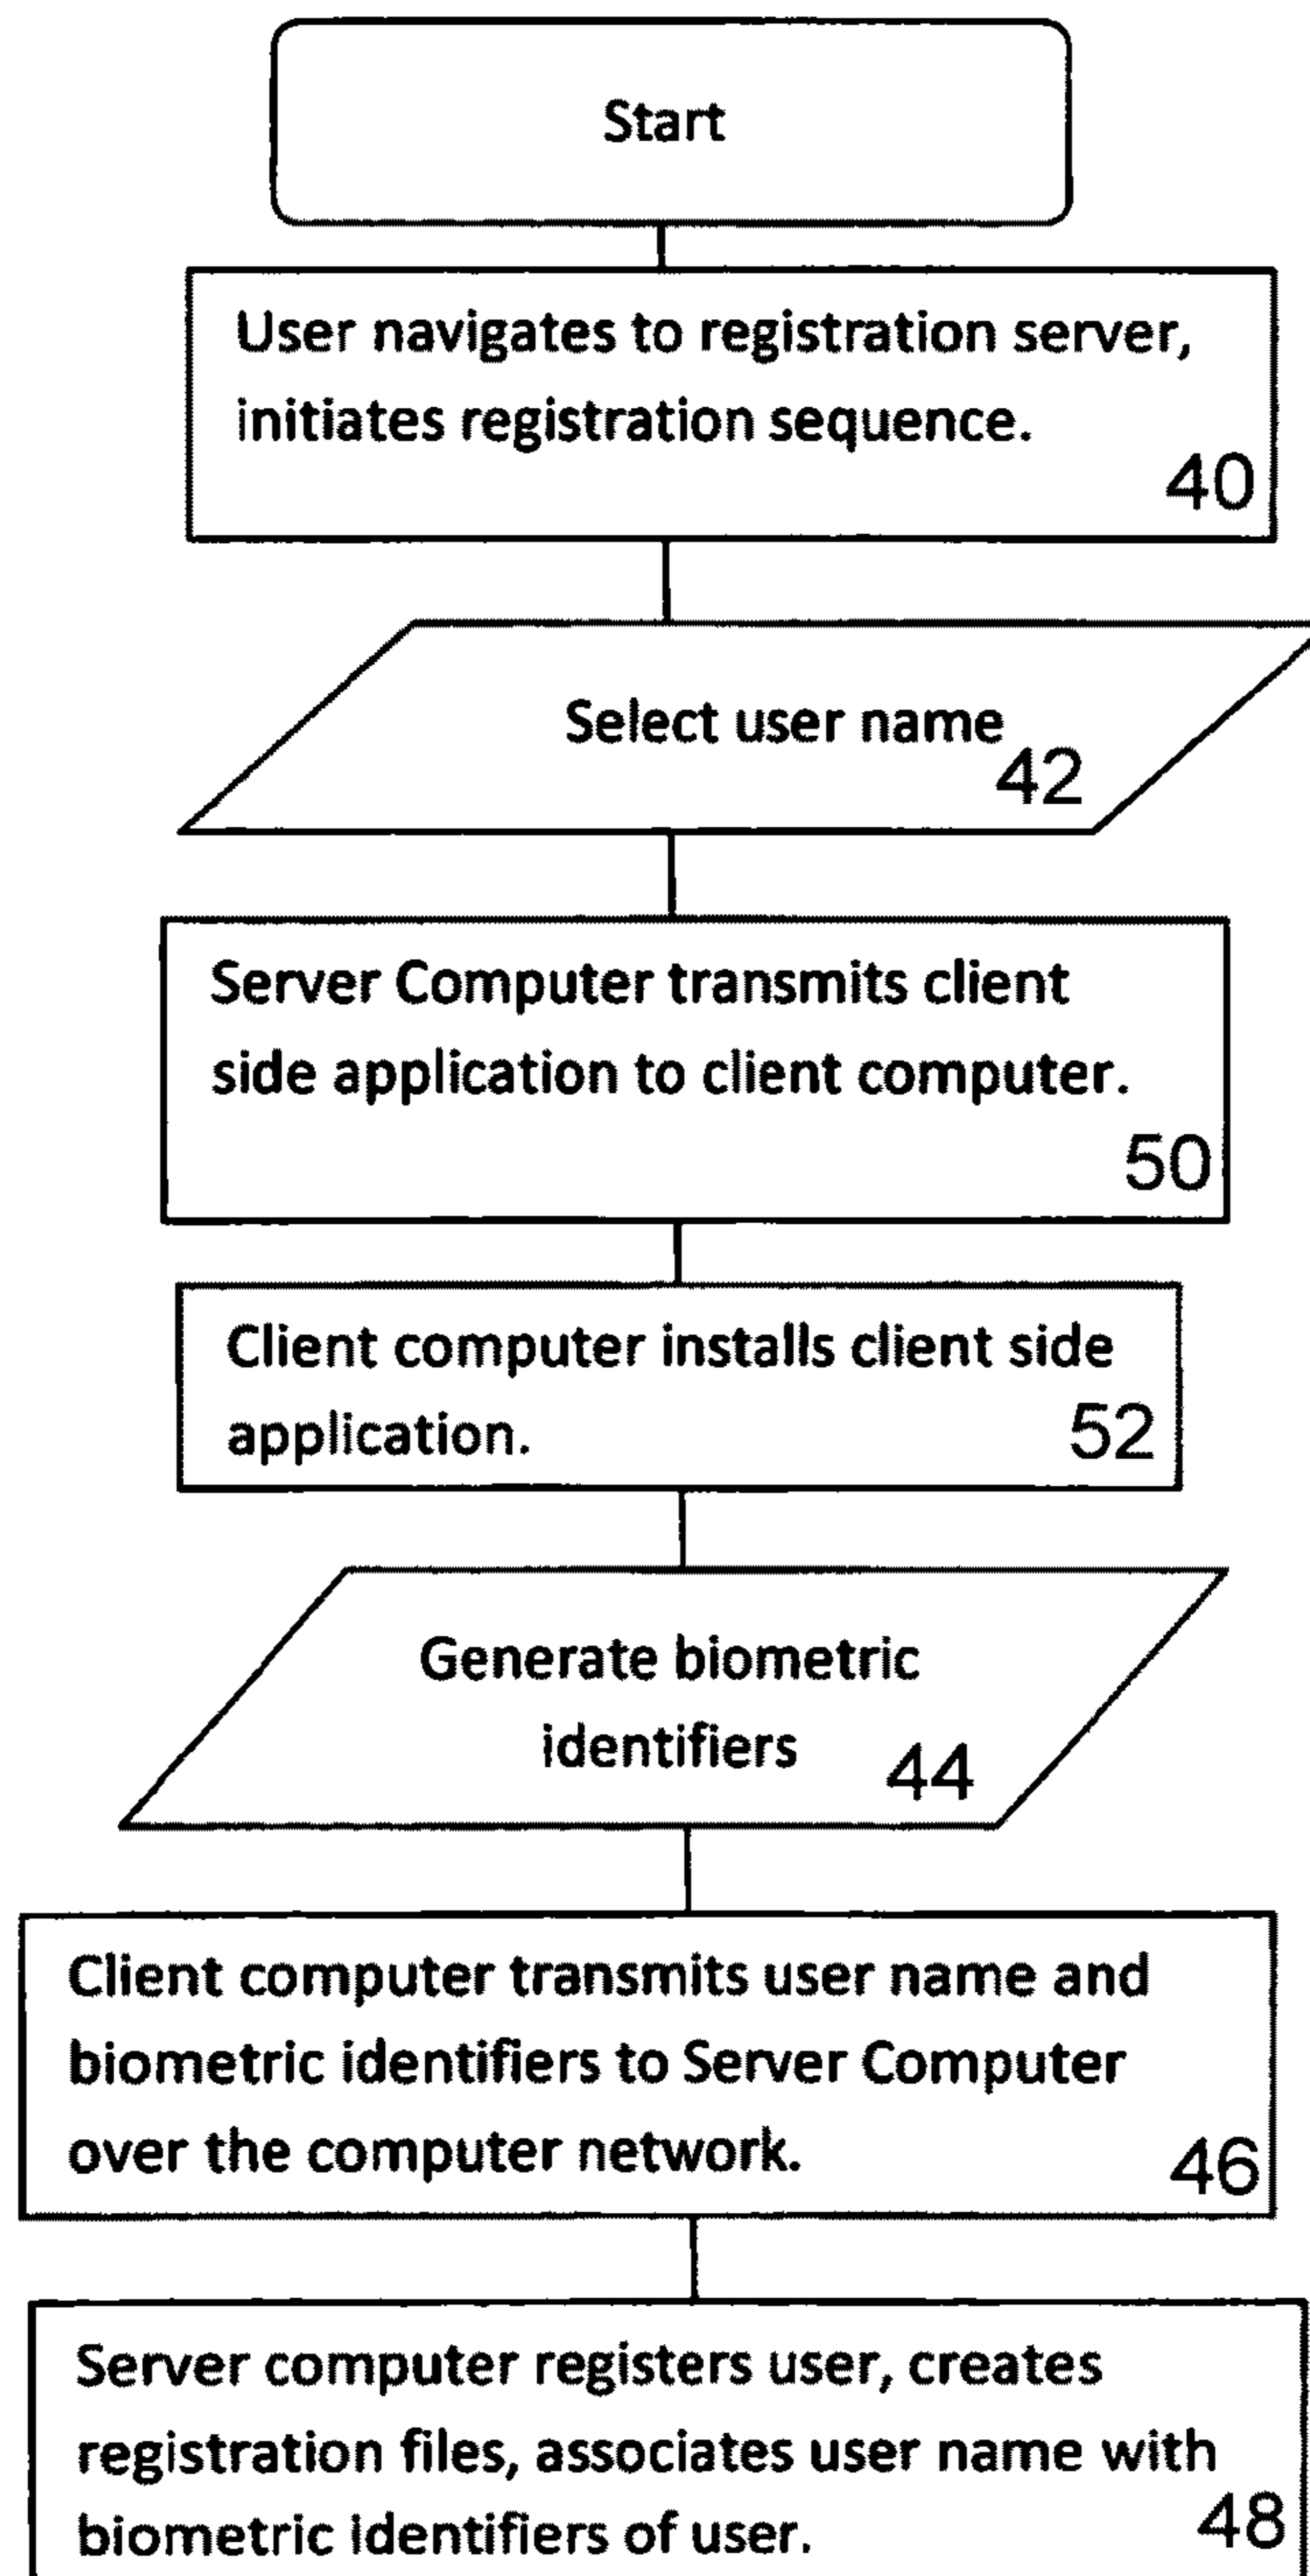 Start
User navigates to registration server,
initiates registration sequence.
40
Select user name
42
Server Computer transmits client
side application to client computer.
50
Client computer installs client side
application.
52
Generate biometric
identifiers
44
Client computer transmits user name and
biometric identifiers to Server Computer
over the computer network.
46
Server computer registers user, creates
registration files, associates user name with
biometric identifiers of user.
48